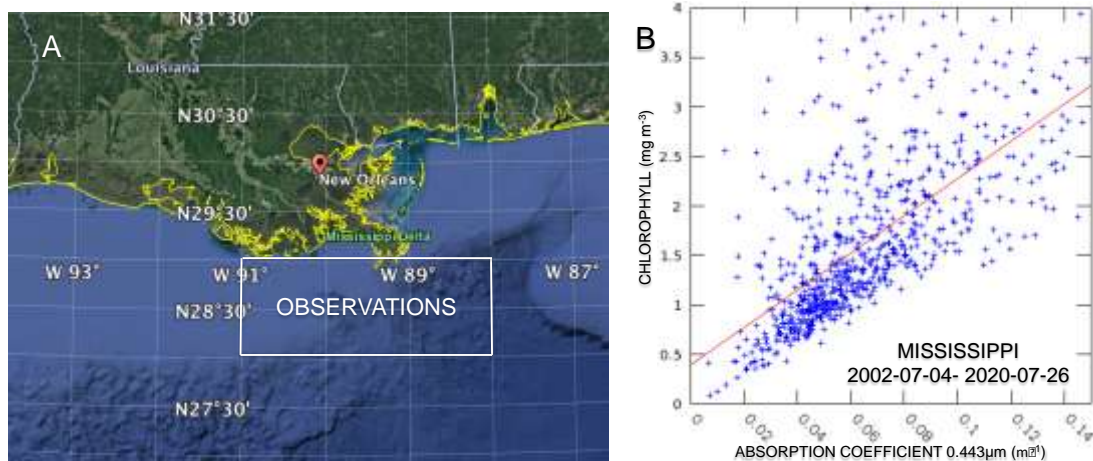 A
N31°30'
Louisiana
N30°30'
New Orleans
N29°30'
Mississippi Delta
W 93°
W 91°
W 89°
W 87°
N28°30'
OBSERVATIONS
N27°30'
B
CHLOROPHYLL (mg m-3)
4
3.5
3
2.5
2
1.5
1
0.5
0
MISSISSIPPI
2002-07-04- 2020-07-26
0
0.02
0.04
0.06
0.08
0.1
0.12
0.14
ABSORPTION COEFFICIENT 0.443µm (m⍰1)